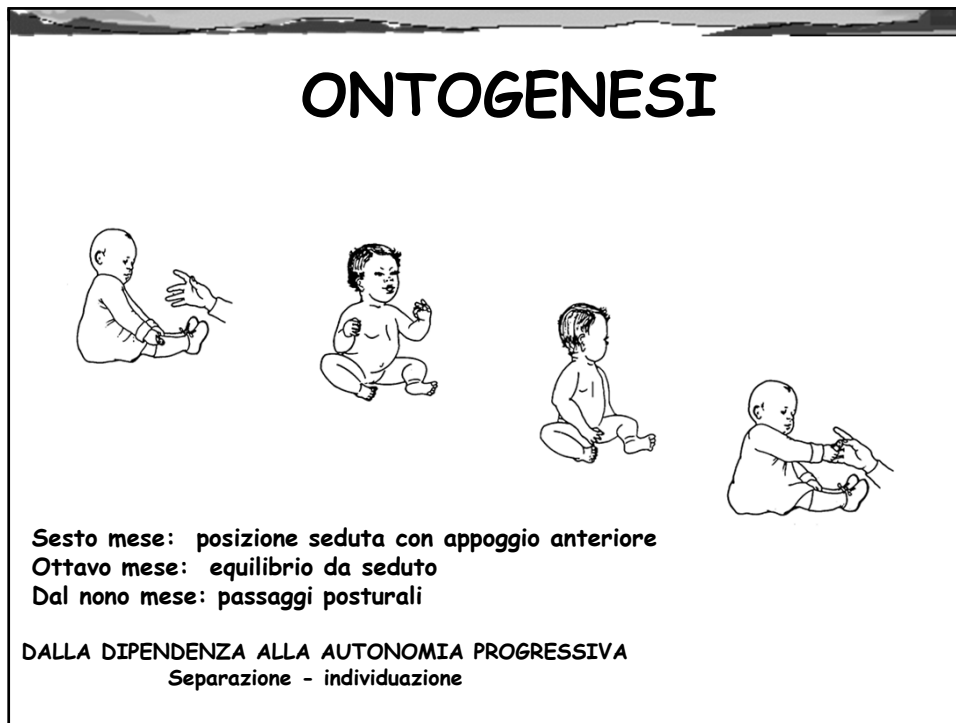 ONTOGENESI
Sesto mese: posizione seduta con appoggio anteriore
Ottavo mese: equilibrio da seduto
Dal nono mese: passaggi posturali
DALLA DIPENDENZA ALLA AUTONOMIA PROGRESSIVA
Separazione - individuazione